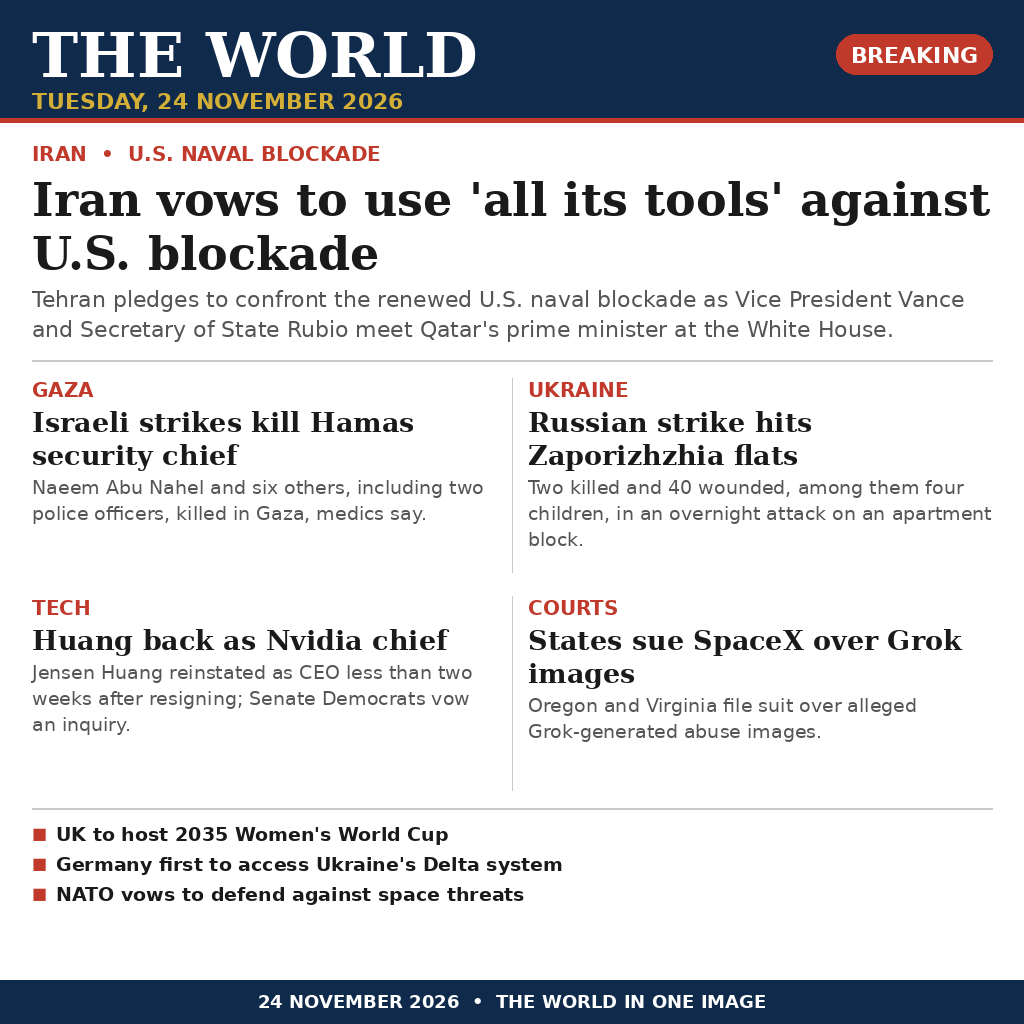 THE WORLD
BREAKING
TUESDAY, 24 NOVEMBER 2026
IRAN • U.S. NAVAL BLOCKADE
Iran vows to use 'all its tools' against
U.S. blockade
Tehran pledges to confront the renewed U.S. naval blockade as Vice President Vance
and Secretary of State Rubio meet Qatar's prime minister at the White House.
GAZA
Israeli strikes kill Hamas
security chief
Naeem Abu Nahel and six others, including two
police officers, killed in Gaza, medics say.
UKRAINE
Russian strike hits
Zaporizhzhia flats
Two killed and 40 wounded, among them four
children, in an overnight attack on an apartment
block.
TECH
Huang back as Nvidia chief
Jensen Huang reinstated as CEO less than two
weeks after resigning; Senate Democrats vow
an inquiry.
COURTS
States sue SpaceX over Grok
images
Oregon and Virginia file suit over alleged
Grok-generated abuse images.
■ UK to host 2035 Women's World Cup
■ Germany first to access Ukraine's Delta system
■ NATO vows to defend against space threats
24 NOVEMBER 2026 • THE WORLD IN ONE IMAGE